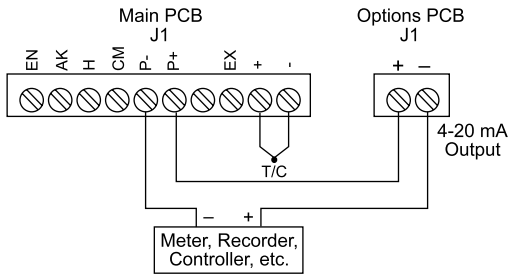 Main PCB
J1
Options PCB
J1
EN AK H CM P- P+ EX + -
+ –
4-20 mA
Output
T/C
– +
Meter, Recorder,
Controller, etc.